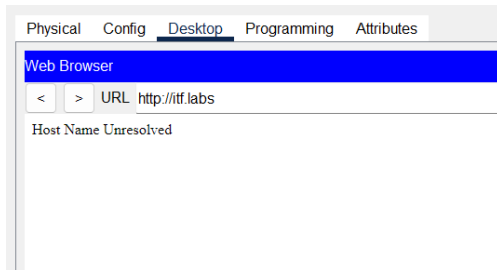 Physical Config Desktop Programming Attributes
Web Browser
< > URL http://itf.labs
Host Name Unresolved